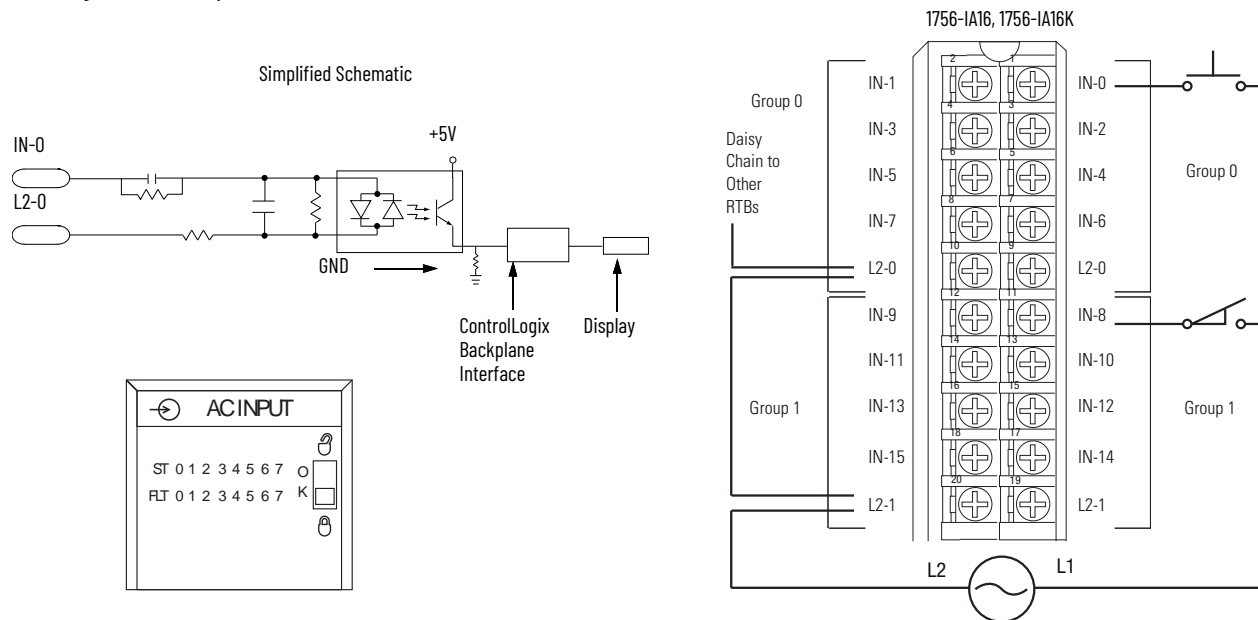 1756-IA16, 1756-IA16K
Simplified Schematic
IN-0
L2-0
+5V
GND
ControlLogix
Backplane
Interface
Display
AC INPUT
ST 0 1 2 3 4 5 6 7
FLT 0 1 2 3 4 5 6 7
O
K
Group 0
Daisy
Chain to
Other
RTBs
Group 1
IN-1
IN-3
IN-5
IN-7
L2-0
IN-9
IN-11
IN-13
IN-15
L2-1
2 1
4 3
6 5
8 7
10 9
12 11
14 13
16 15
18 17
20 19
IN-0
IN-2
IN-4
IN-6
L2-0
IN-8
IN-10
IN-12
IN-14
L2-1
Group 0
Group 1
L2
L1